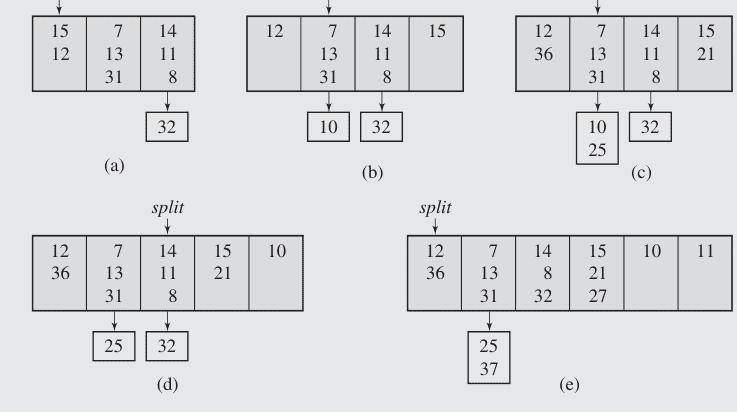 15 7 14
12 13 11
31 8
32
(a)
12 7 14 15
13 11
31 8
10 32
(b)
12 7 14 15
36 13 11 21
31 8
10 32
25
(c)
split
12 7 14 15 10
36 13 11 21
31 8
25 32
(d)
split
12 7 14 15 10 11
36 13 8 21
31 32 27
25
37
(e)